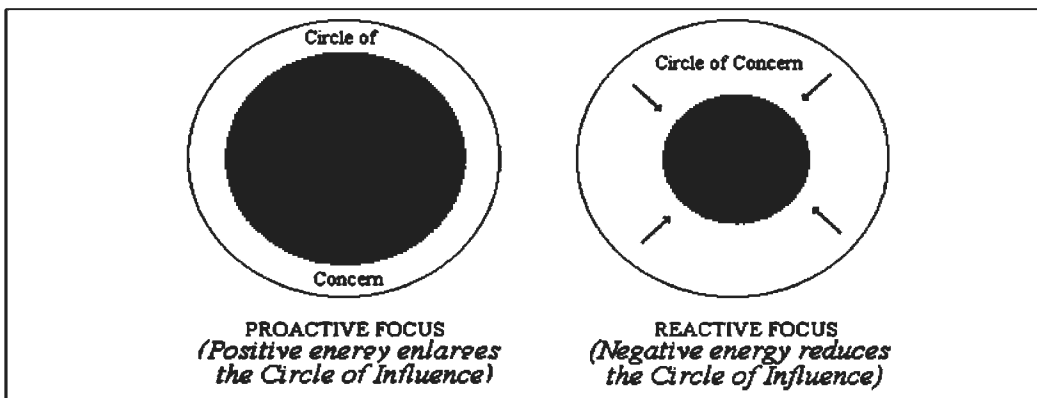 Circle of
Concern
PROACTIVE FOCUS
(Positive energy enlarges
the Circle of Influence)
Circle of Concern
REACTIVE FOCUS
(Negative energy reduces
the Circle of Influence)